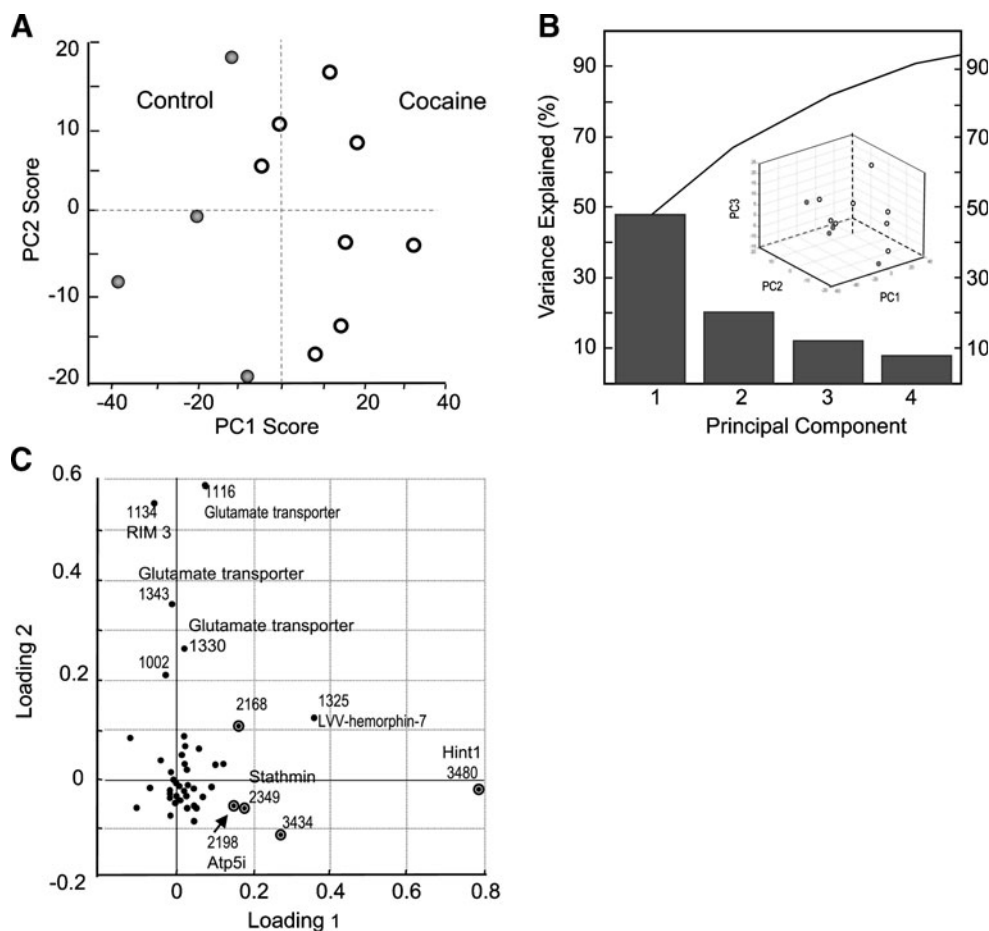 A
20
10
0
-10
-20
Control
Cocaine
PC2 Score
-40
-20
0
20
40
PC1 Score
B
90
70
50
30
10
90
70
50
30
10
Variance Explained (%)
PC3
PC2
PC1
1
2
3
4
Principal Component
C
0.6
0.4
0.2
0
-0.2
Loading 2
1116
Glutamate transporter
1134
RIM 3
Glutamate transporter
1343
Glutamate transporter
1330
1002
2168
1325
LVV-hemorphin-7
Hint1
3480
Stathmin
2349
3434
2198
Atp5i
0
0.2
0.4
0.6
0.8
Loading 1